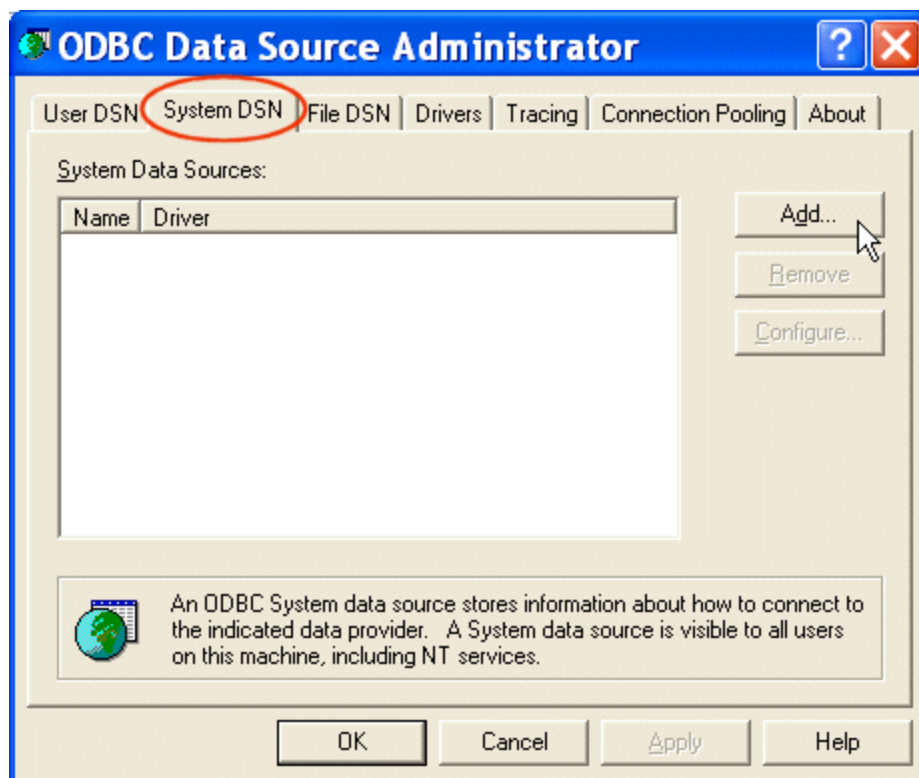 ODBC Data Source Administrator
?
User DSN System DSN File DSN Drivers Tracing Connection Pooling About
System Data Sources:
Name Driver
Add...
Remove
Configure...
An ODBC System data source stores information about how to connect to
the indicated data provider. A System data source is visible to all users
on this machine, including NT services.
OK Cancel Apply Help